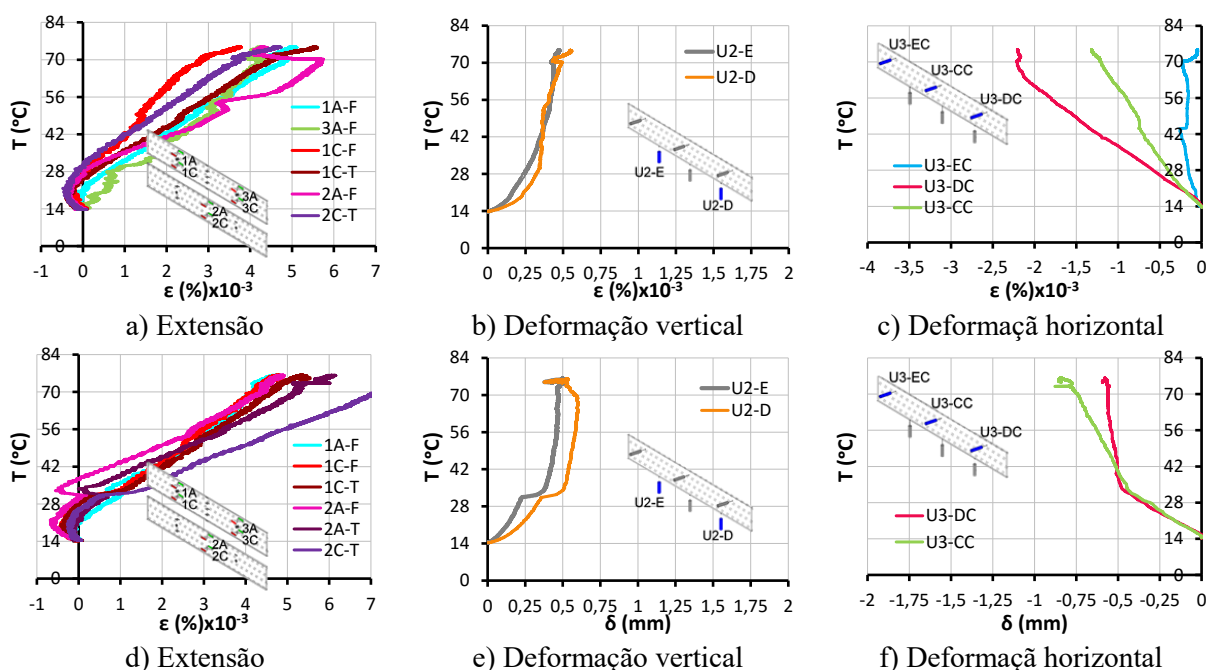 84
70
56
42
28
14
0
T (°C)
-1 0 1 2 3 4 5 6 7
ε (%)x10⁻³
1A-F
3A-F
1C-F
1C-T
2A-F
2C-T
1A
1C
3A
3C
2A
2C
a) Extensão
84
70
56
42
28
14
0
T (°C)
0 0,25 0,5 0,75 1 1,25 1,5 1,75 2
ε (%)x10⁻³
U2-E
U2-D
U2-E
U2-D
b) Deformação vertical
84
70
56
42
28
14
0
T (°C)
-4 -3,5 -3 -2,5 -2 -1,5 -1 -0,5 0
ε (%)x10⁻³
U3-EC
U3-CC
U3-DC
U3-EC
U3-DC
U3-CC
c) Deformaçã horizontal
84
70
56
42
28
14
0
T (°C)
-1 0 1 2 3 4 5 6 7
ε (%)x10⁻³
1A-F
1C-F
1C-T
2A-F
2A-T
2C-T
1A
1C
3A
3C
2A
2C
d) Extensão
84
70
56
42
28
14
0
T (°C)
0 0,25 0,5 0,75 1 1,25 1,5 1,75 2
δ (mm)
U2-E
U2-D
U2-E
U2-D
e) Deformação vertical
84
70
56
42
28
14
0
T (°C)
-2 -1,75 -1,5 -1,25 -1 -0,75 -0,5 -0,25 0
δ (mm)
U3-EC
U3-CC
U3-DC
U3-DC
U3-CC
f) Deformaçã horizontal